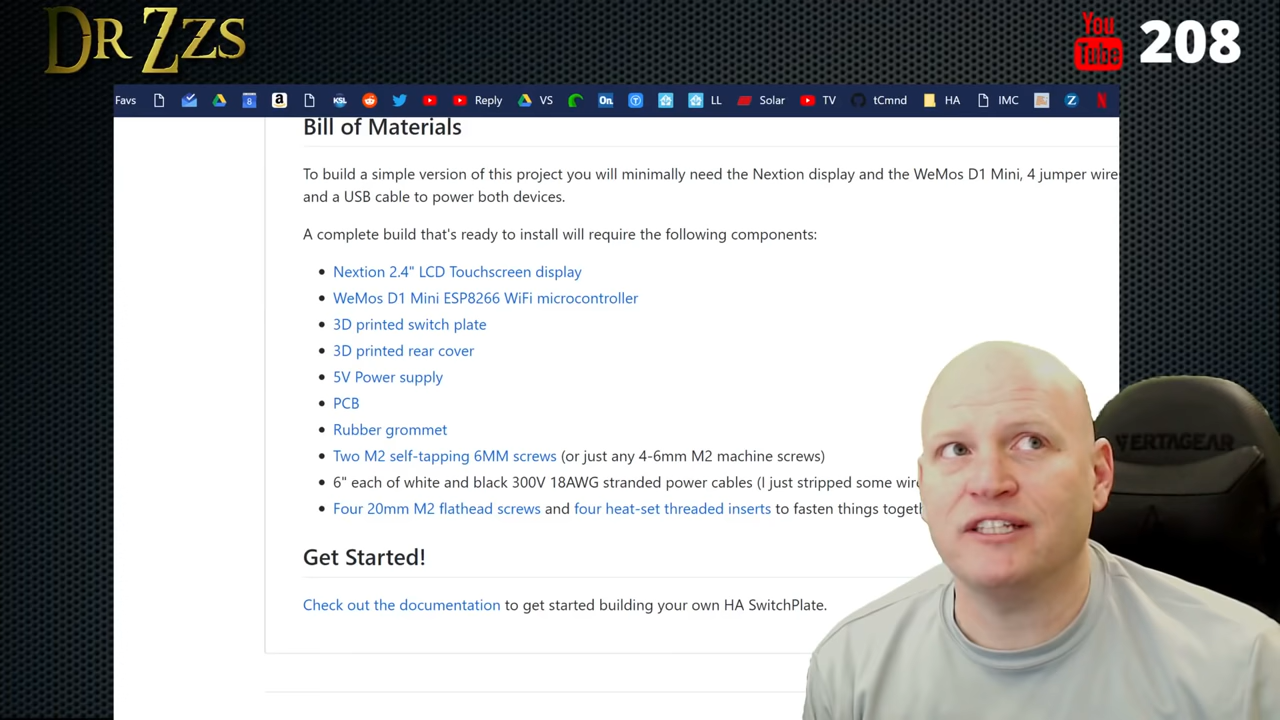 DR ZZS
You
Tube
208
Favs
8
a
KSL
Reply
VS
On.
LL
Solar
TV
tCmnd
HA
IMC
Z
N
Bill of Materials
To build a simple version of this project you will minimally need the Nextion display and the WeMos D1 Mini, 4 jumper wire
and a USB cable to power both devices.
A complete build that's ready to install will require the following components:
• Nextion 2.4" LCD Touchscreen display
• WeMos D1 Mini ESP8266 WiFi microcontroller
• 3D printed switch plate
• 3D printed rear cover
• 5V Power supply
• PCB
• Rubber grommet
• Two M2 self-tapping 6MM screws (or just any 4-6mm M2 machine screws)
• 6" each of white and black 300V 18AWG stranded power cables (I just stripped some wir
• Four 20mm M2 flathead screws and four heat-set threaded inserts to fasten things toget
VERTAGEAR
Get Started!
Check out the documentation to get started building your own HA SwitchPlate.